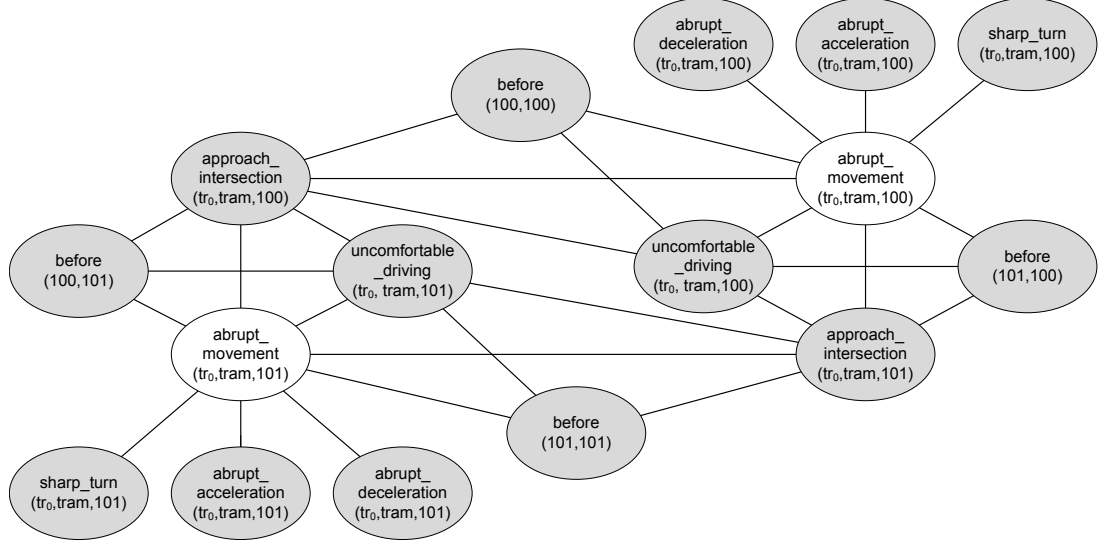 abrupt_
deceleration
(tr₀,tram,100)
abrupt_
acceleration
(tr₀,tram,100)
sharp_turn
(tr₀,tram,100)
before
(100,100)
approach_
intersection
(tr₀,tram,100)
abrupt_
movement
(tr₀,tram,100)
before
(100,101)
uncomfortable
_driving
(tr₀, tram,101)
uncomfortable
_driving
(tr₀, tram,100)
before
(101,100)
abrupt_
movement
(tr₀,tram,101)
approach_
intersection
(tr₀,tram,101)
before
(101,101)
sharp_turn
(tr₀,tram,101)
abrupt_
acceleration
(tr₀,tram,101)
abrupt_
deceleration
(tr₀,tram,101)